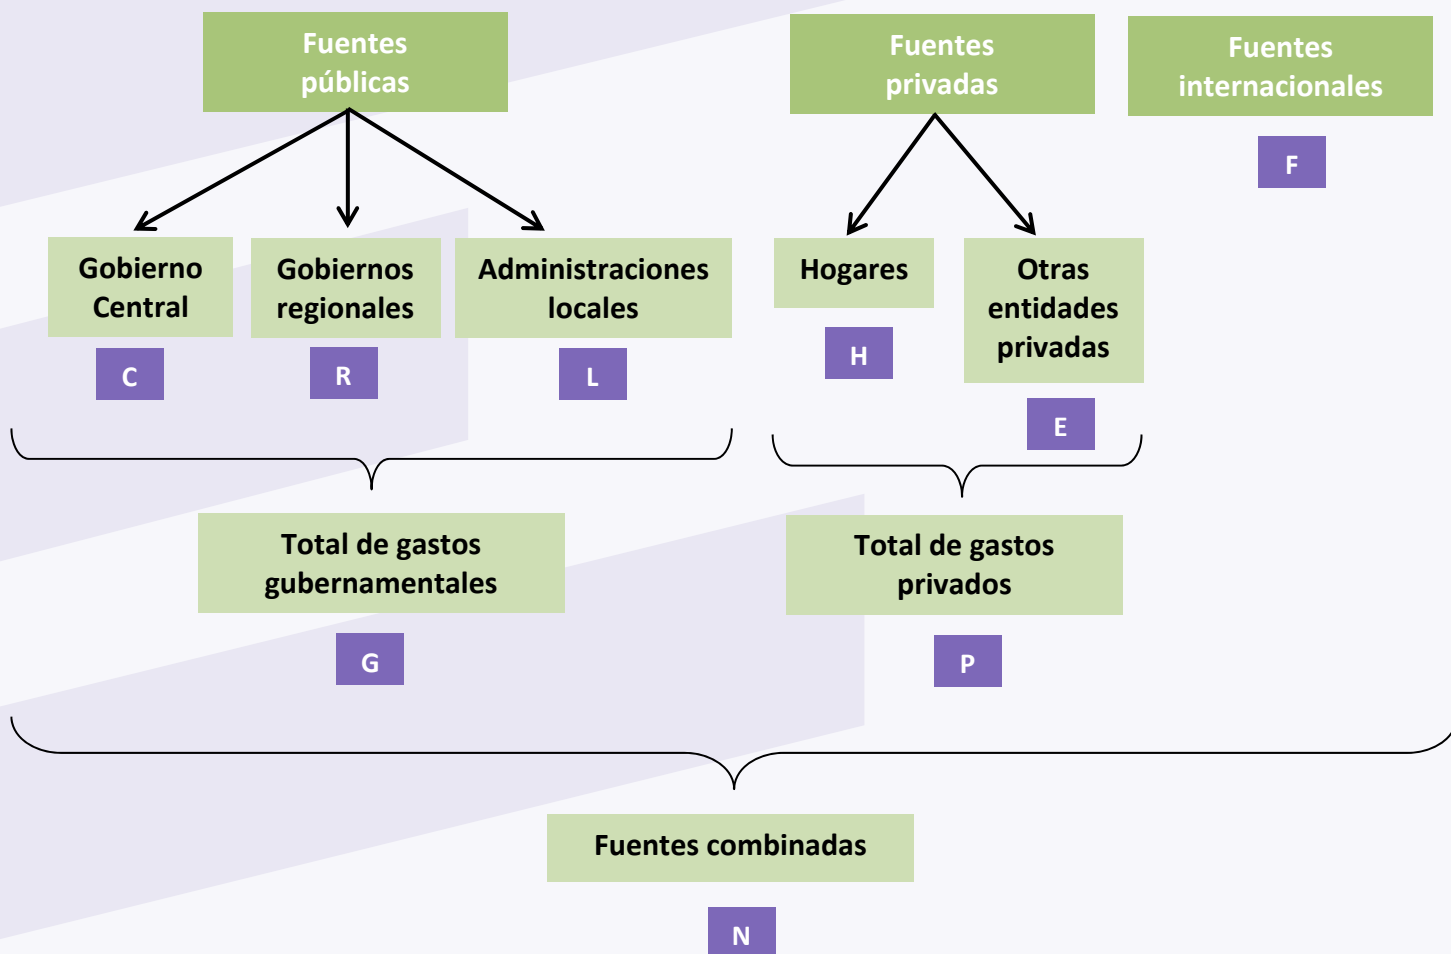 Fuentes
públicas
Fuentes
privadas
Fuentes
internacionales
F
Gobierno
Central
Gobiernos
regionales
Administraciones
locales
Hogares
Otras
entidades
privadas
C
R
L
H
E
Total de gastos
gubernamentales
Total de gastos
privados
G
P
Fuentes combinadas
N